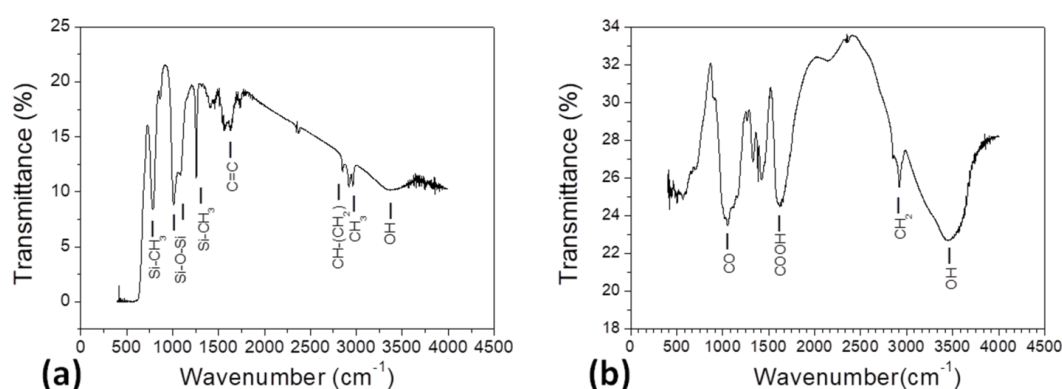 25
20
15
10
5
0
Transmittance (%)
0 500 1000 1500 2000 2500 3000 3500 4000 4500
Wavenumber (cm⁻¹)
Si-CH₃
Si-O-Si
Si-CH₃
C=C
CH-(CH₂)
CH₃
OH
(a)
34
32
30
28
26
24
22
20
18
Transmittance (%)
0 500 1000 1500 2000 2500 3000 3500 4000 4500
Wavenumber(cm⁻¹)
CO
COOH
CH₂
OH
(b)